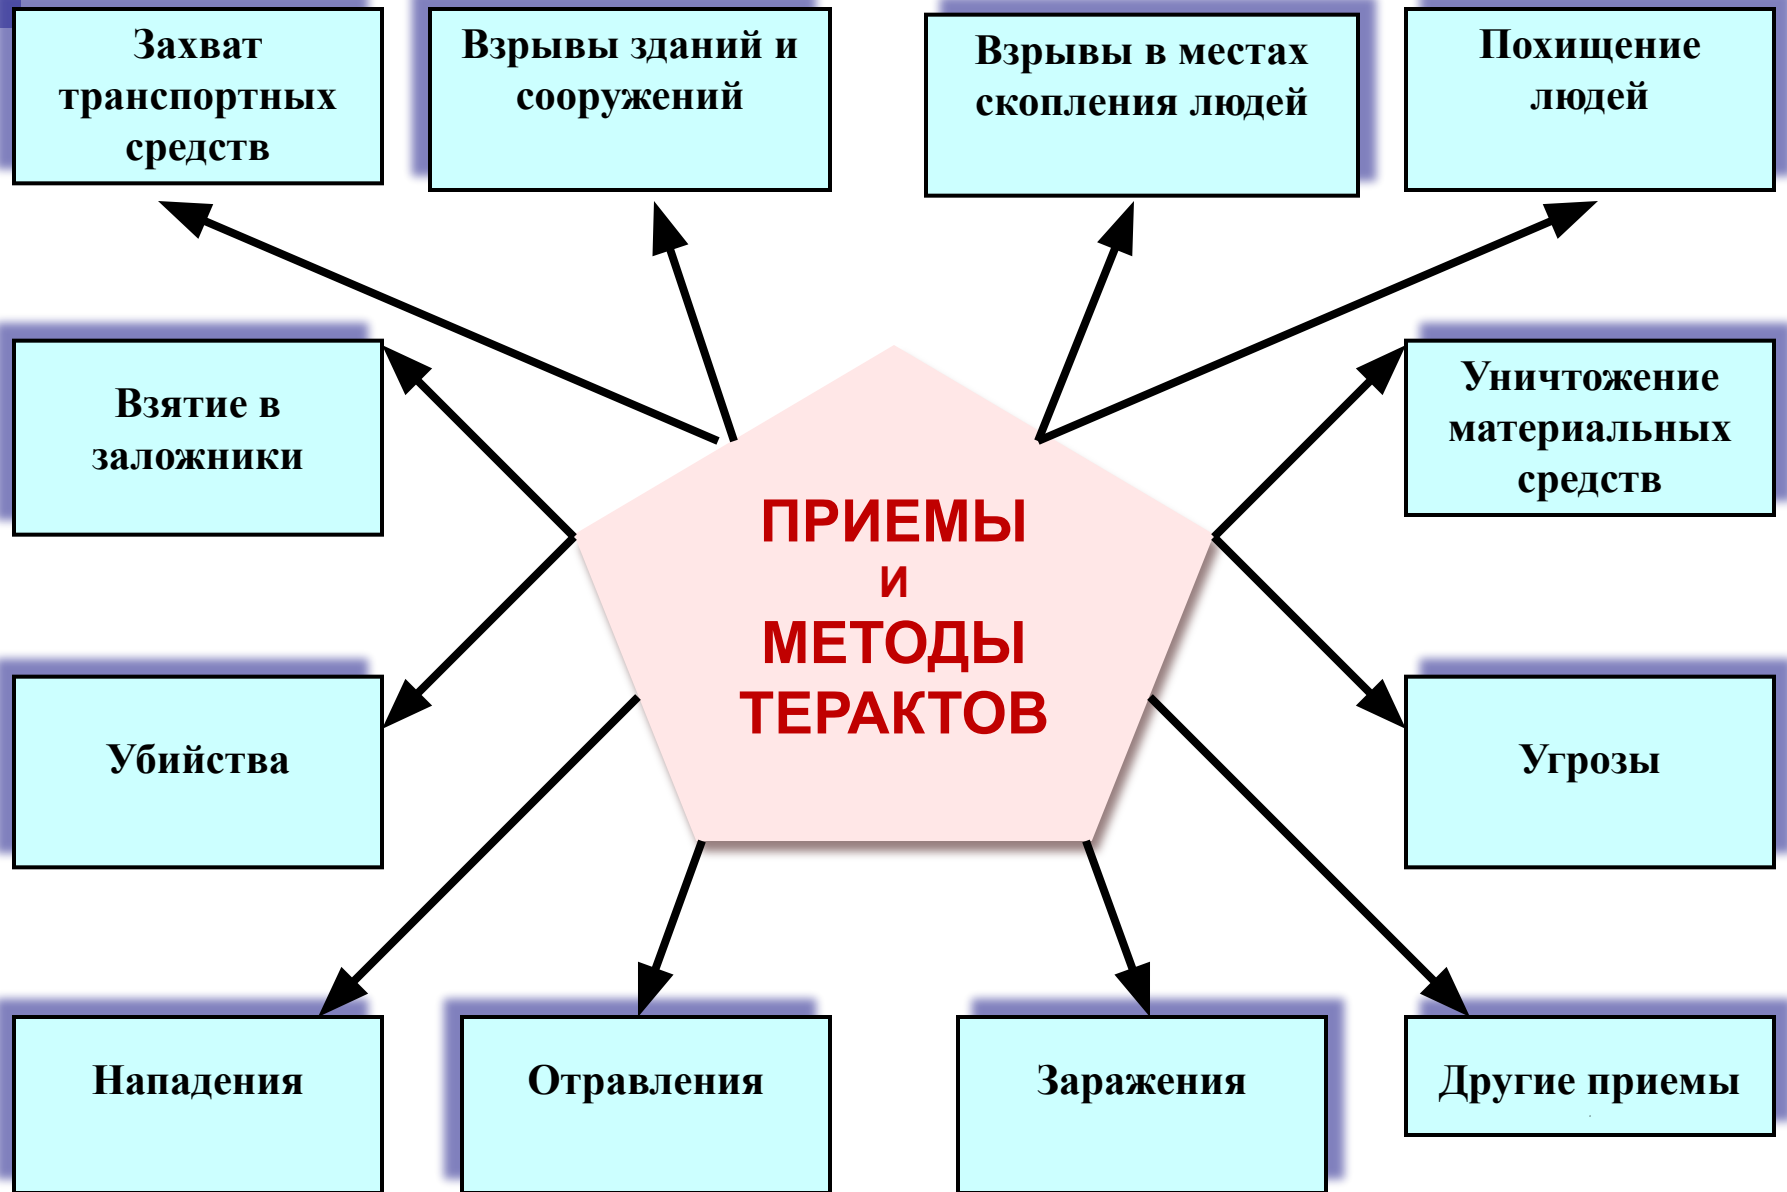 Захват
транспортных
средств
Взрывы зданий и
сооружений
Взрывы в местах
скопления людей
Похищение
людей
Взятие в
заложники
Уничтожение
материальных
средств
ПРИЕМЫ
И
МЕТОДЫ
ТЕРАКТОВ
Убийства
Угрозы
Нападения
Отравления
Заражения
Другие приемы